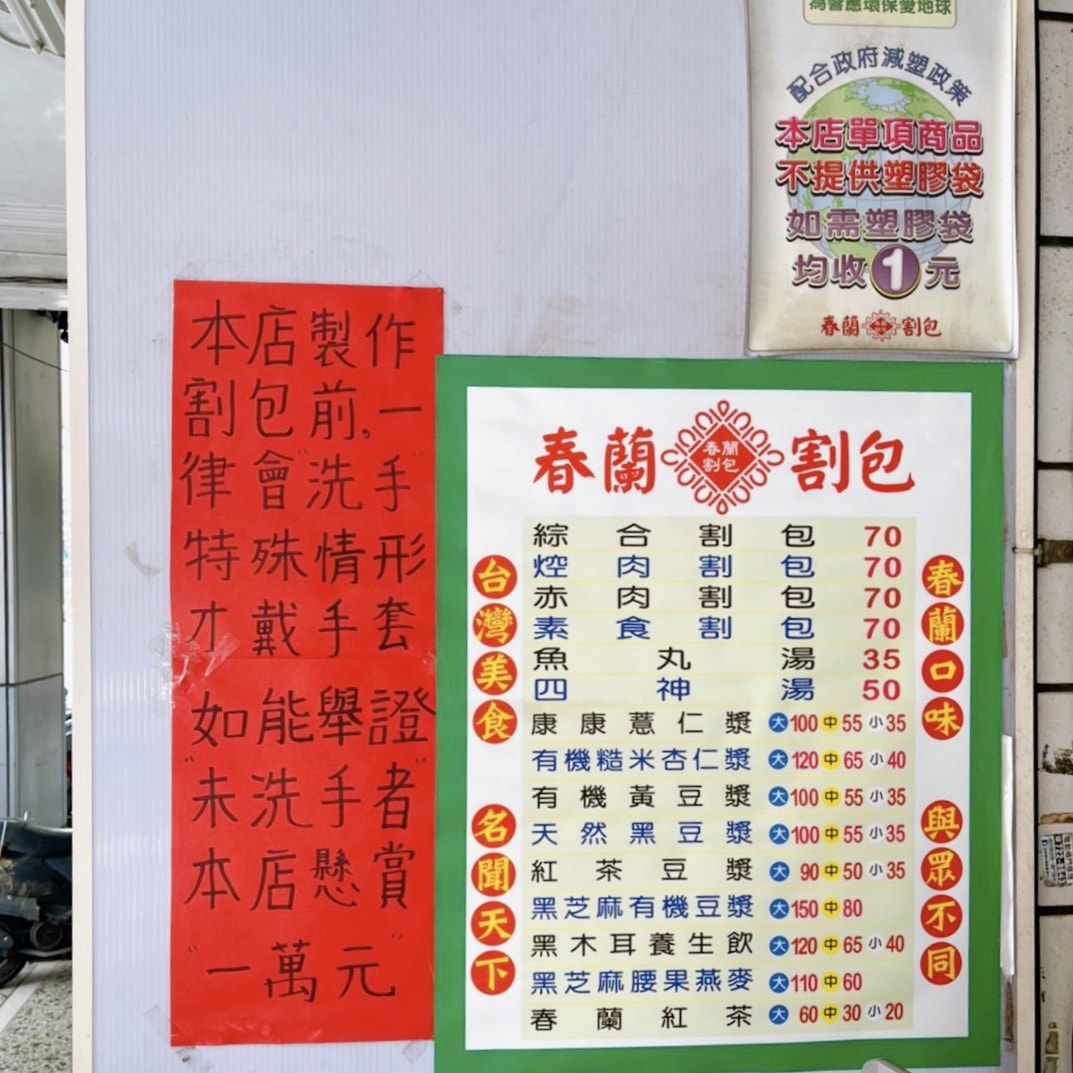 為響應環保愛地球
配合政府減塑政策
本店單項商品
不提供塑膠袋
如需塑膠袋
均收1元
春蘭割包
本店製作
割包前,一
律會"洗手"
特殊情形
才戴手套
如能舉證
"未洗手者"
本店懸賞
"一萬元"
春蘭 春蘭割包 割包
綜合割包 70
焢肉割包 70
赤肉割包 70
素食割包 70
魚丸湯 35
四神湯 50
康康薏仁漿 大100 中55 小35
有機糙米杏仁漿 大120 中65 小40
有機黃豆漿 大100 中55 小35
天然黑豆漿 大100 中55 小35
紅茶豆漿 大90 中50 小35
黑芝麻有機豆漿 大150 中80
黑木耳養生飲 大120 中65 小40
黑芝麻腰果燕麥 大110 中60
春蘭紅茶 大60 中30 小20
台灣美食
名聞天下
春蘭口味
與眾不同